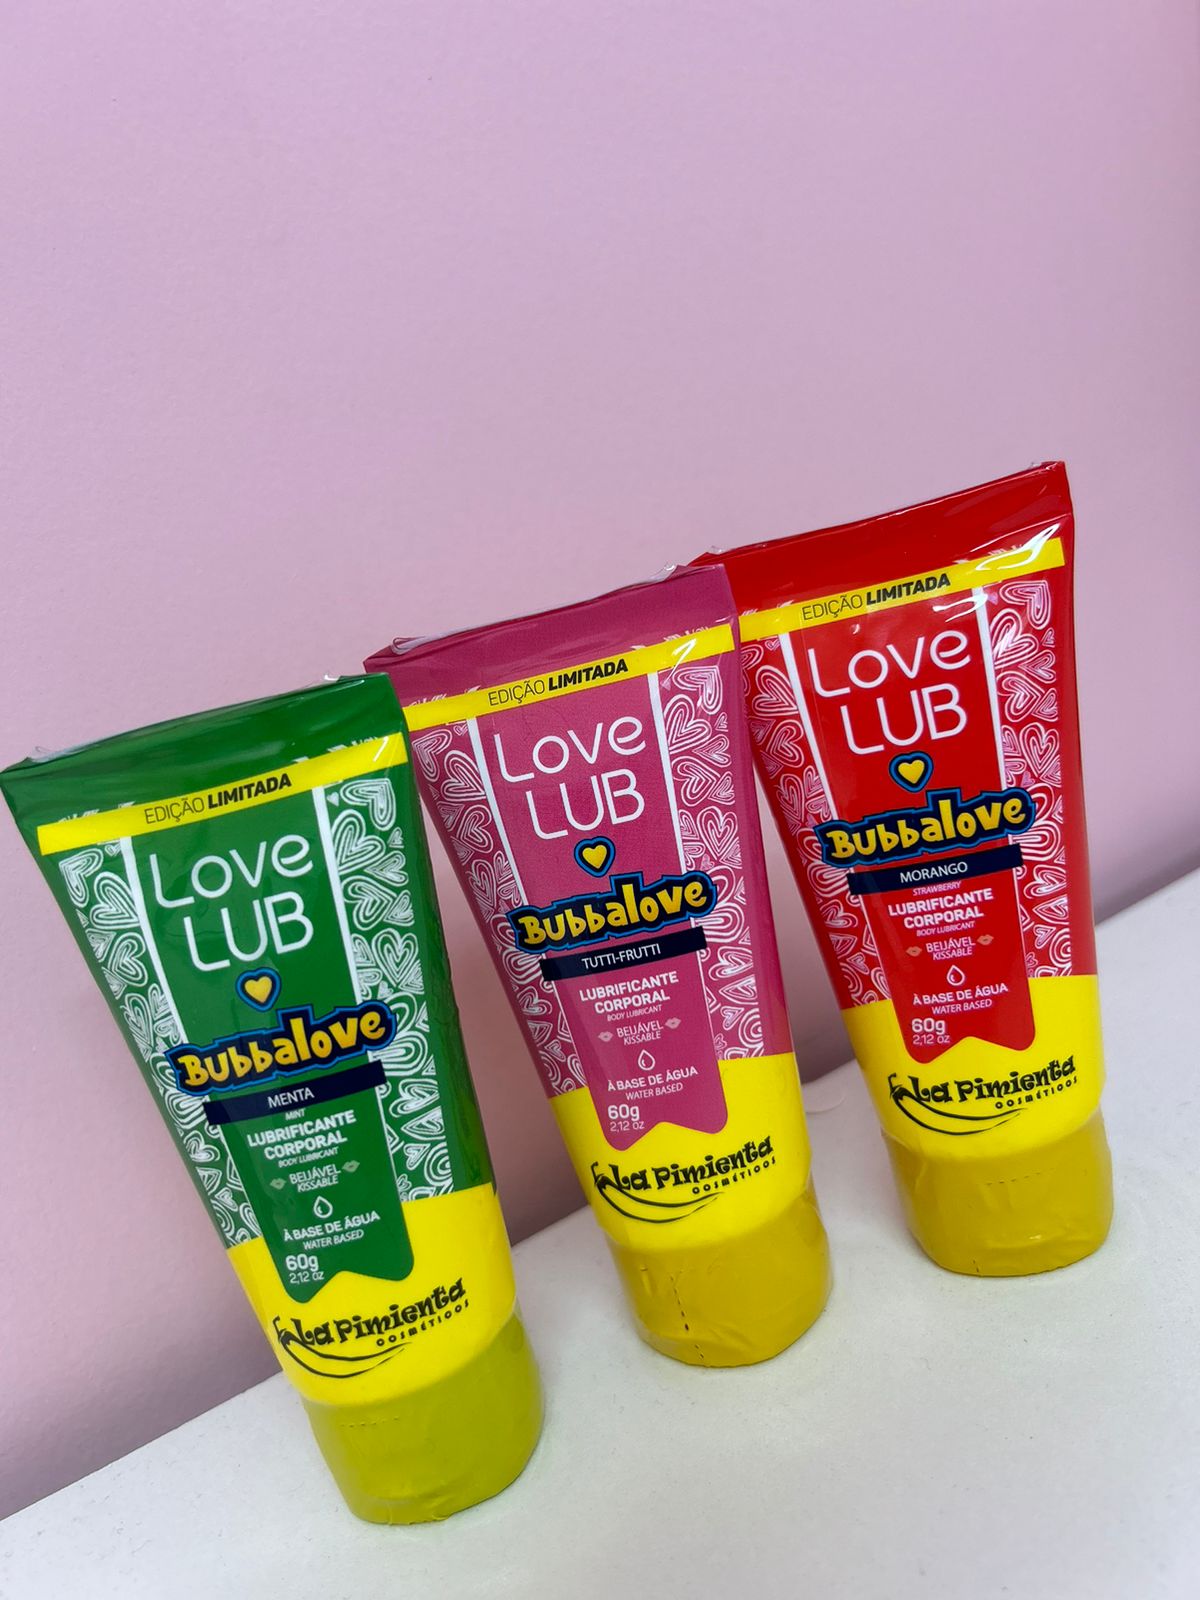 EDIÇÃO LIMITADA
Love
LUB
Bubbalove
MENTA
MINT
LUBRIFICANTE
CORPORAL
BODY LUBRICANT
BEIJÁVEL
KISSABLE
À BASE DE ÁGUA
WATER BASED
60g
2,12 oz
La Pimienta
COSMÉTICOS
EDIÇÃO LIMITADA
Love
LUB
Bubbalove
TUTTI-FRUTTI
LUBRIFICANTE
CORPORAL
BODY LUBRICANT
BEIJÁVEL
KISSABLE
À BASE DE ÁGUA
WATER BASED
60g
2,12 oz
La Pimienta
COSMÉTICOS
EDIÇÃO LIMITADA
Love
LUB
Bubbalove
MORANGO
STRAWBERRY
LUBRIFICANTE
CORPORAL
BODY LUBRICANT
BEIJÁVEL
KISSABLE
À BASE DE ÁGUA
WATER BASED
60g
2,12 oz
La Pimienta
COSMÉTICOS